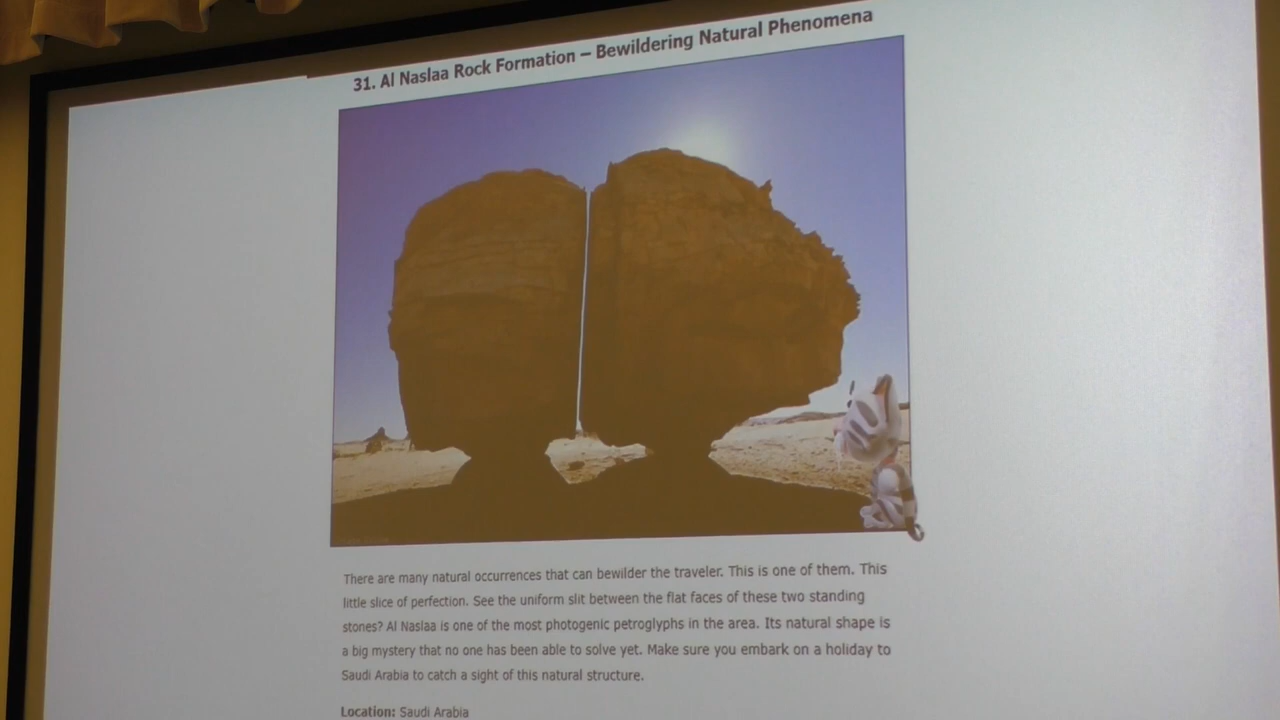 31. Al Naslaa Rock Formation – Bewildering Natural Phenomena
There are many natural occurrences that can bewilder the traveler. This is one of them. This
little slice of perfection. See the uniform slit between the flat faces of these two standing
stones? Al Naslaa is one of the most photogenic petroglyphs in the area. Its natural shape is
a big mystery that no one has been able to solve yet. Make sure you embark on a holiday to
Saudi Arabia to catch a sight of this natural structure.
Location: Saudi Arabia